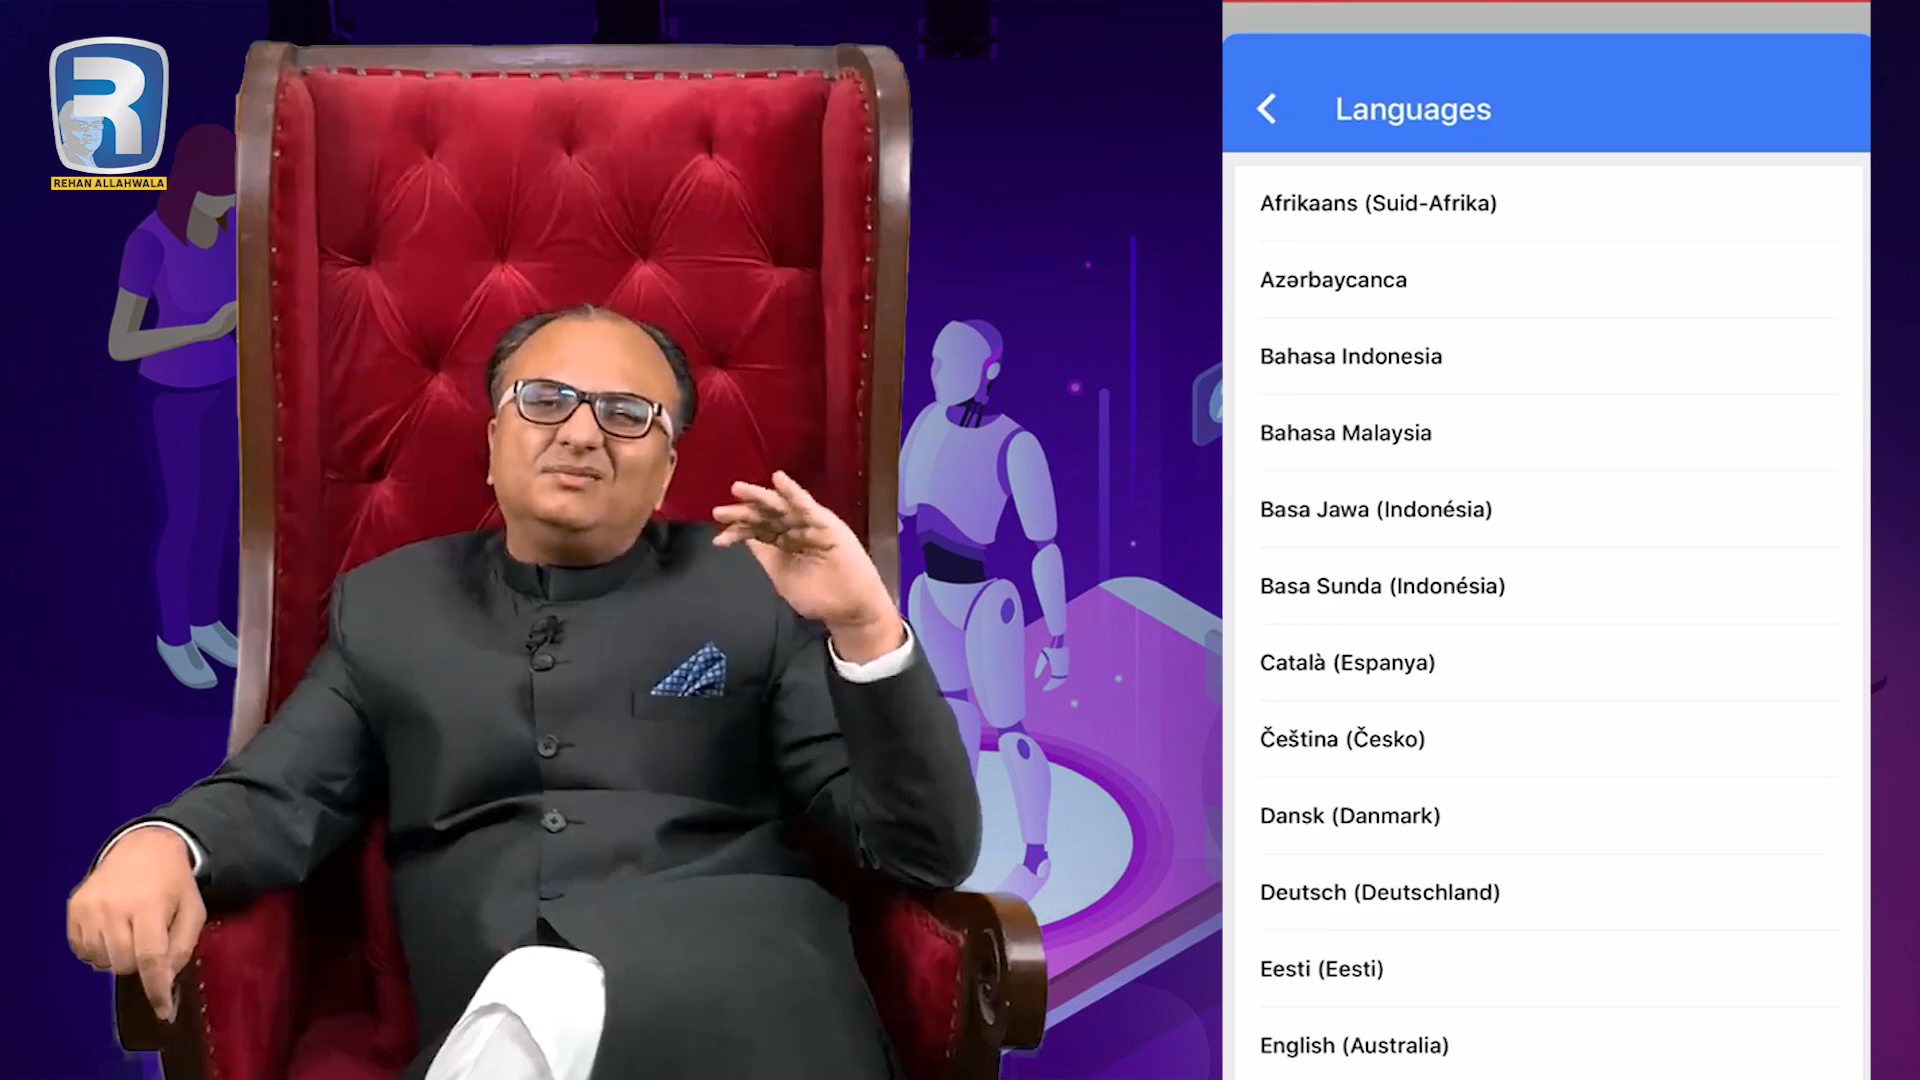 R
REHAN ALLAHWALA
Languages
Afrikaans (Suid-Afrika)
Azərbaycanca
Bahasa Indonesia
Bahasa Malaysia
Basa Jawa (Indonésia)
Basa Sunda (Indonésia)
Català (Espanya)
Čeština (Česko)
Dansk (Danmark)
Deutsch (Deutschland)
Eesti (Eesti)
English (Australia)